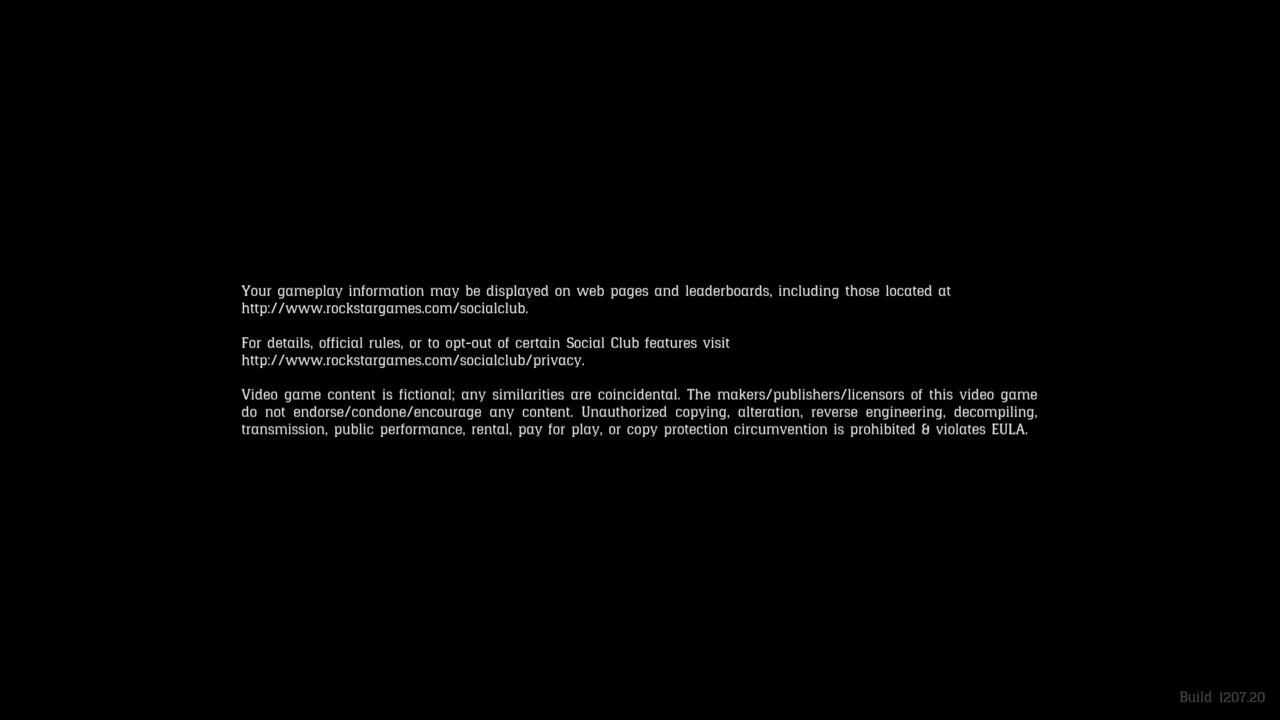 Your gameplay information may be displayed on web pages and leaderboards, including those located at
http://www.rockstargames.com/socialclub.
For details, official rules, or to opt-out of certain Social Club features visit
http://www.rockstargames.com/socialclub/privacy.
Video game content is fictional; any similarities are coincidental. The makers/publishers/licensors of this video game
do not endorse/condone/encourage any content. Unauthorized copying, alteration, reverse engineering, decompiling,
transmission, public performance, rental, pay for play, or copy protection circumvention is prohibited & violates EULA.
Build 1207.20